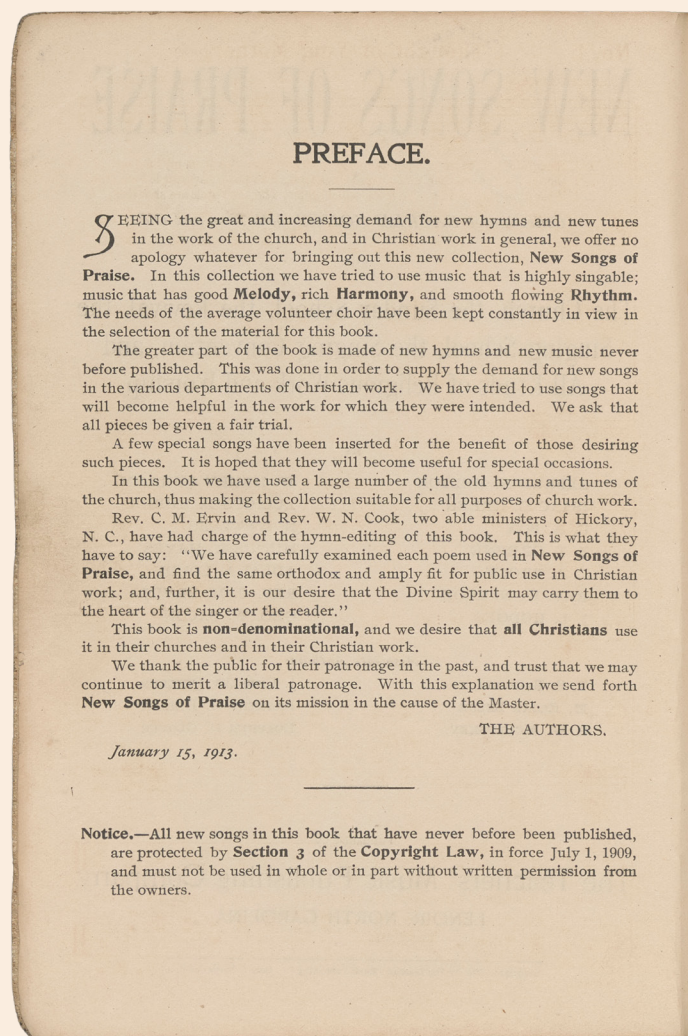 PREFACE.
SEEING the great and increasing demand for new hymns and new tunes
in the work of the church, and in Christian work in general, we offer no
apology whatever for bringing out this new collection, New Songs of
Praise. In this collection we have tried to use music that is highly singable;
music that has good Melody, rich Harmony, and smooth flowing Rhythm.
The needs of the average volunteer choir have been kept constantly in view in
the selection of the material for this book.
The greater part of the book is made of new hymns and new music never
before published. This was done in order to supply the demand for new songs
in the various departments of Christian work. We have tried to use songs that
will become helpful in the work for which they were intended. We ask that
all pieces be given a fair trial.
A few special songs have been inserted for the benefit of those desiring
such pieces. It is hoped that they will become useful for special occasions.
In this book we have used a large number of the old hymns and tunes of
the church, thus making the collection suitable for all purposes of church work.
Rev. C. M. Ervin and Rev. W. N. Cook, two able ministers of Hickory,
N. C., have had charge of the hymn-editing of this book. This is what they
have to say: "We have carefully examined each poem used in New Songs of
Praise, and find the same orthodox and amply fit for public use in Christian
work; and, further, it is our desire that the Divine Spirit may carry them to
the heart of the singer or the reader."
This book is non-denominational, and we desire that all Christians use
it in their churches and in their Christian work.
We thank the public for their patronage in the past, and trust that we may
continue to merit a liberal patronage. With this explanation we send forth
New Songs of Praise on its mission in the cause of the Master.
THE AUTHORS.
January 15, 1913.
Notice.—All new songs in this book that have never before been published,
are protected by Section 3 of the Copyright Law, in force July 1, 1909,
and must not be used in whole or in part without written permission from
the owners.